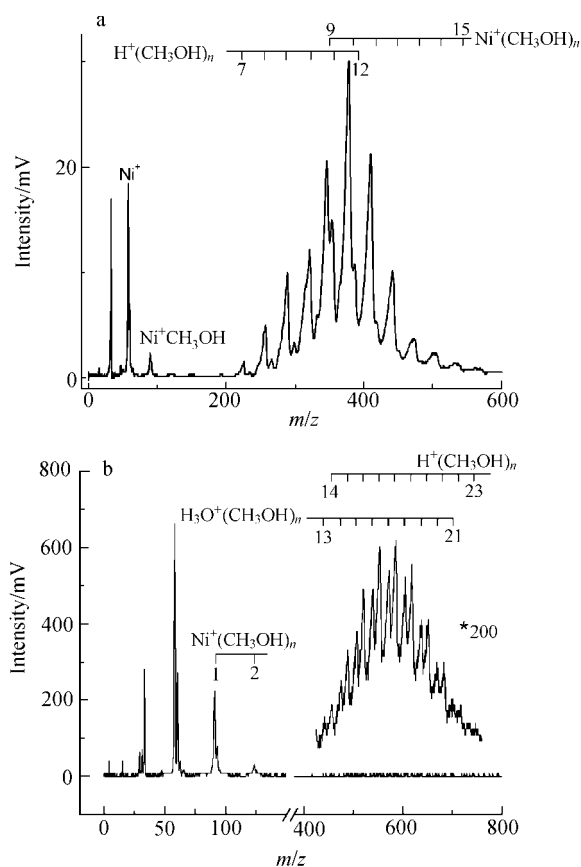 a
9 15 Ni⁺(CH₃OH)ₙ
H⁺(CH₃OH)ₙ
7 12
20
Ni⁺
Intensity/mV
Ni⁺CH₃OH
0
0 200 400 600
m/z
b
800
H⁺(CH₃OH)ₙ
14 23
H₃O⁺(CH₃OH)ₙ
13 21
600
Intensity/mV
400
Ni⁺(CH₃OH)ₙ
1 2
*200
200
0
0 50 100 400 600 800
m/z